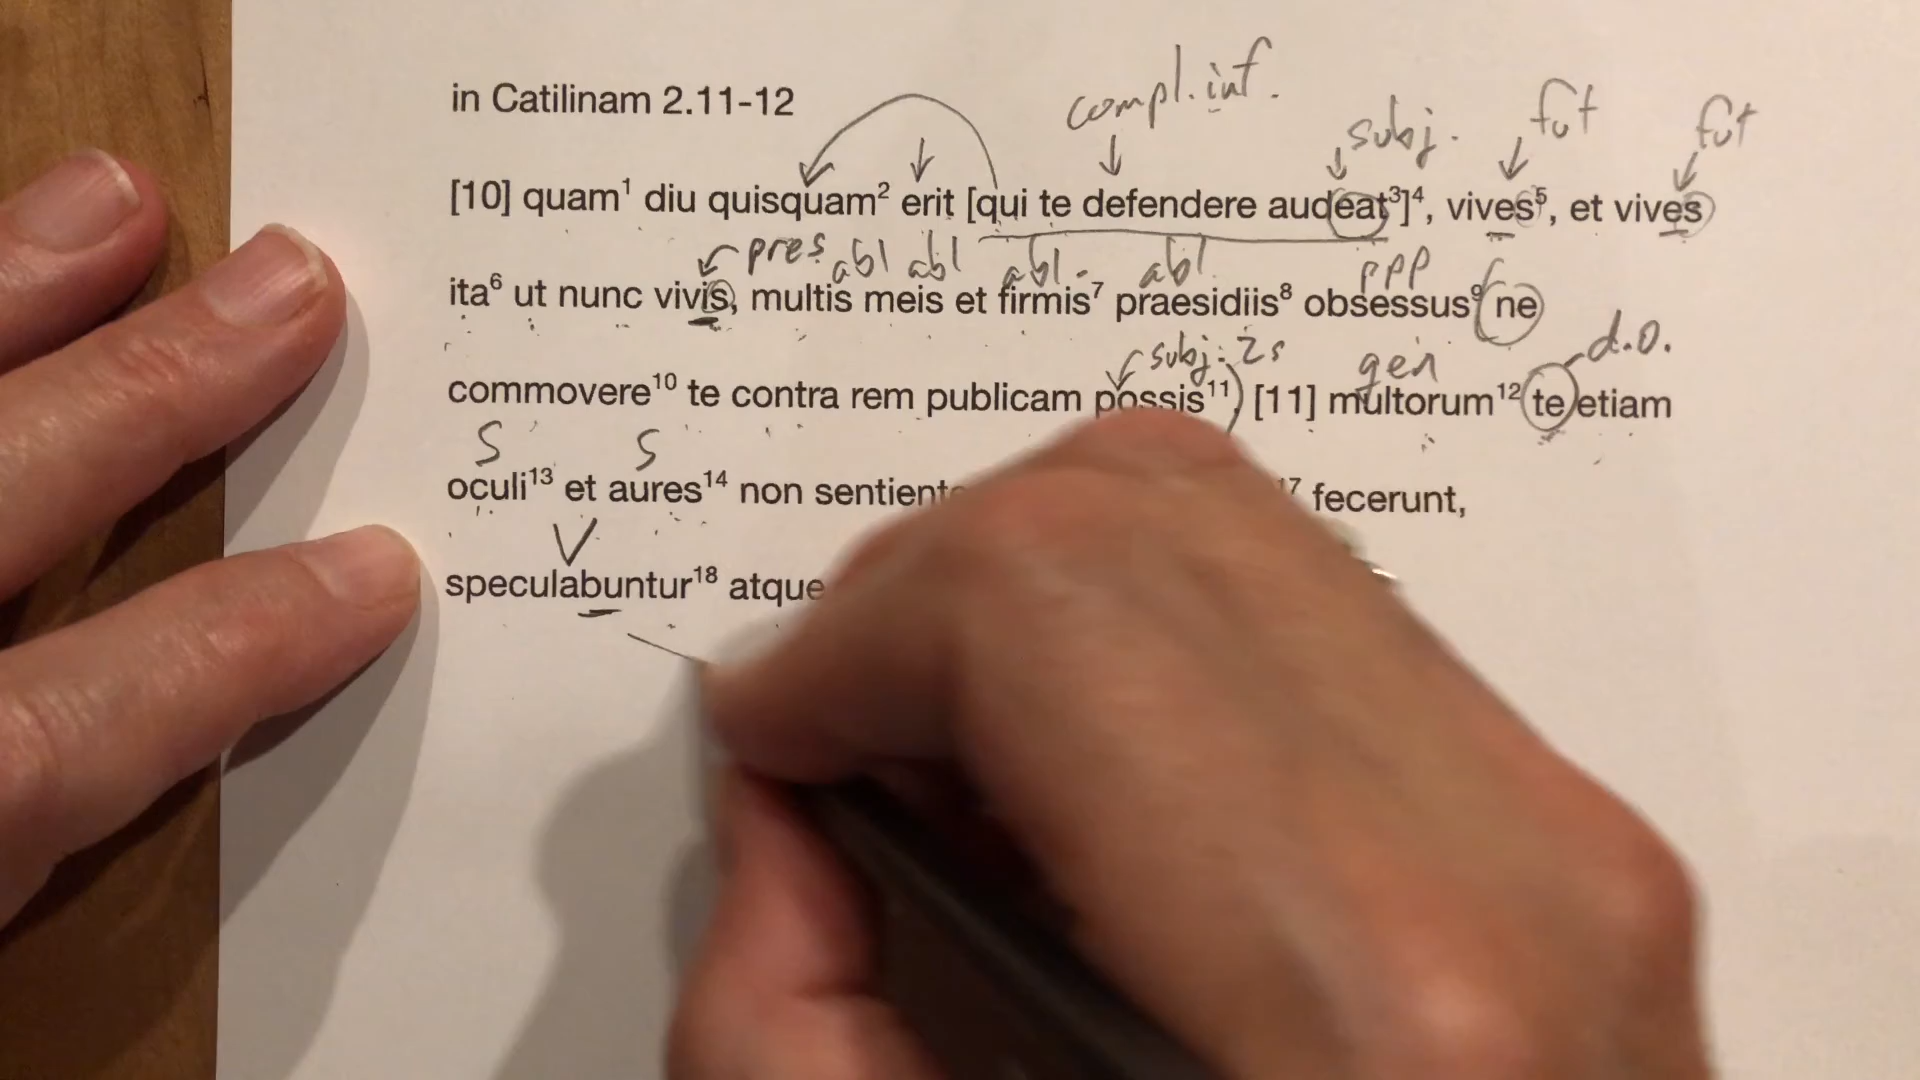 in Catilinam 2.11-12
compl. inf.
subj.
fut
fut
[10] quam¹ diu quisquam² erit [qui te defendere audeat³]⁴, vives⁵, et vives
pres
abl
abl
abl.
abl
ppp
ita⁶ ut nunc vivis, multis meis et firmis⁷ praesidiis⁸ obsessus⁹ ne
subj. 2s
gen
d.o.
commovere¹⁰ te contra rem publicam possis¹¹, [11] multorum¹² te etiam
S
S
oculi¹³ et aures¹⁴ non ¹⁷ fecerunt,
V
speculabuntur¹⁸ atque